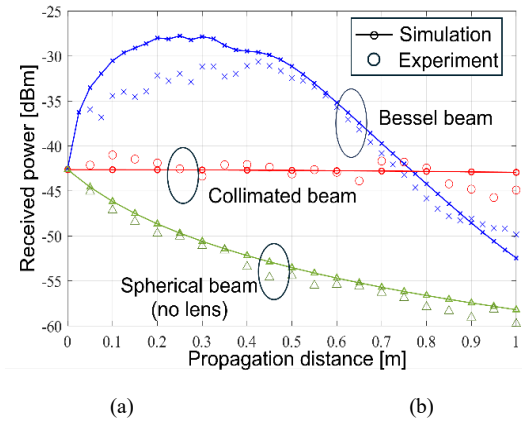 -25
-30
-35
-40
-45
-50
-55
-60
Received power [dBm]
Simulation
Experiment
Bessel beam
Collimated beam
Spherical beam
(no lens)
0 0.1 0.2 0.3 0.4 0.5 0.6 0.7 0.8 0.9 1
Propagation distance [m]
(a) (b)